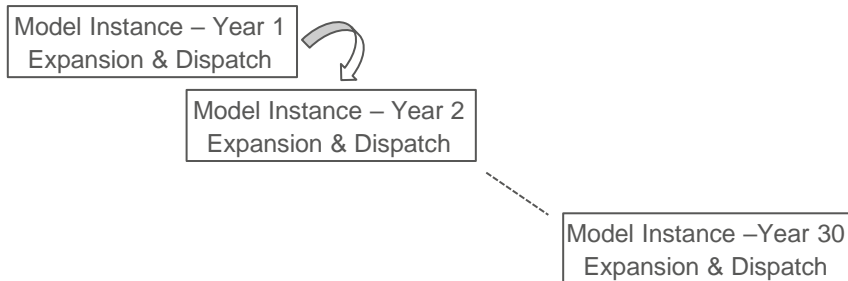 Model Instance – Year 1
Expansion & Dispatch
Model Instance – Year 2
Expansion & Dispatch
Model Instance –Year 30
Expansion & Dispatch